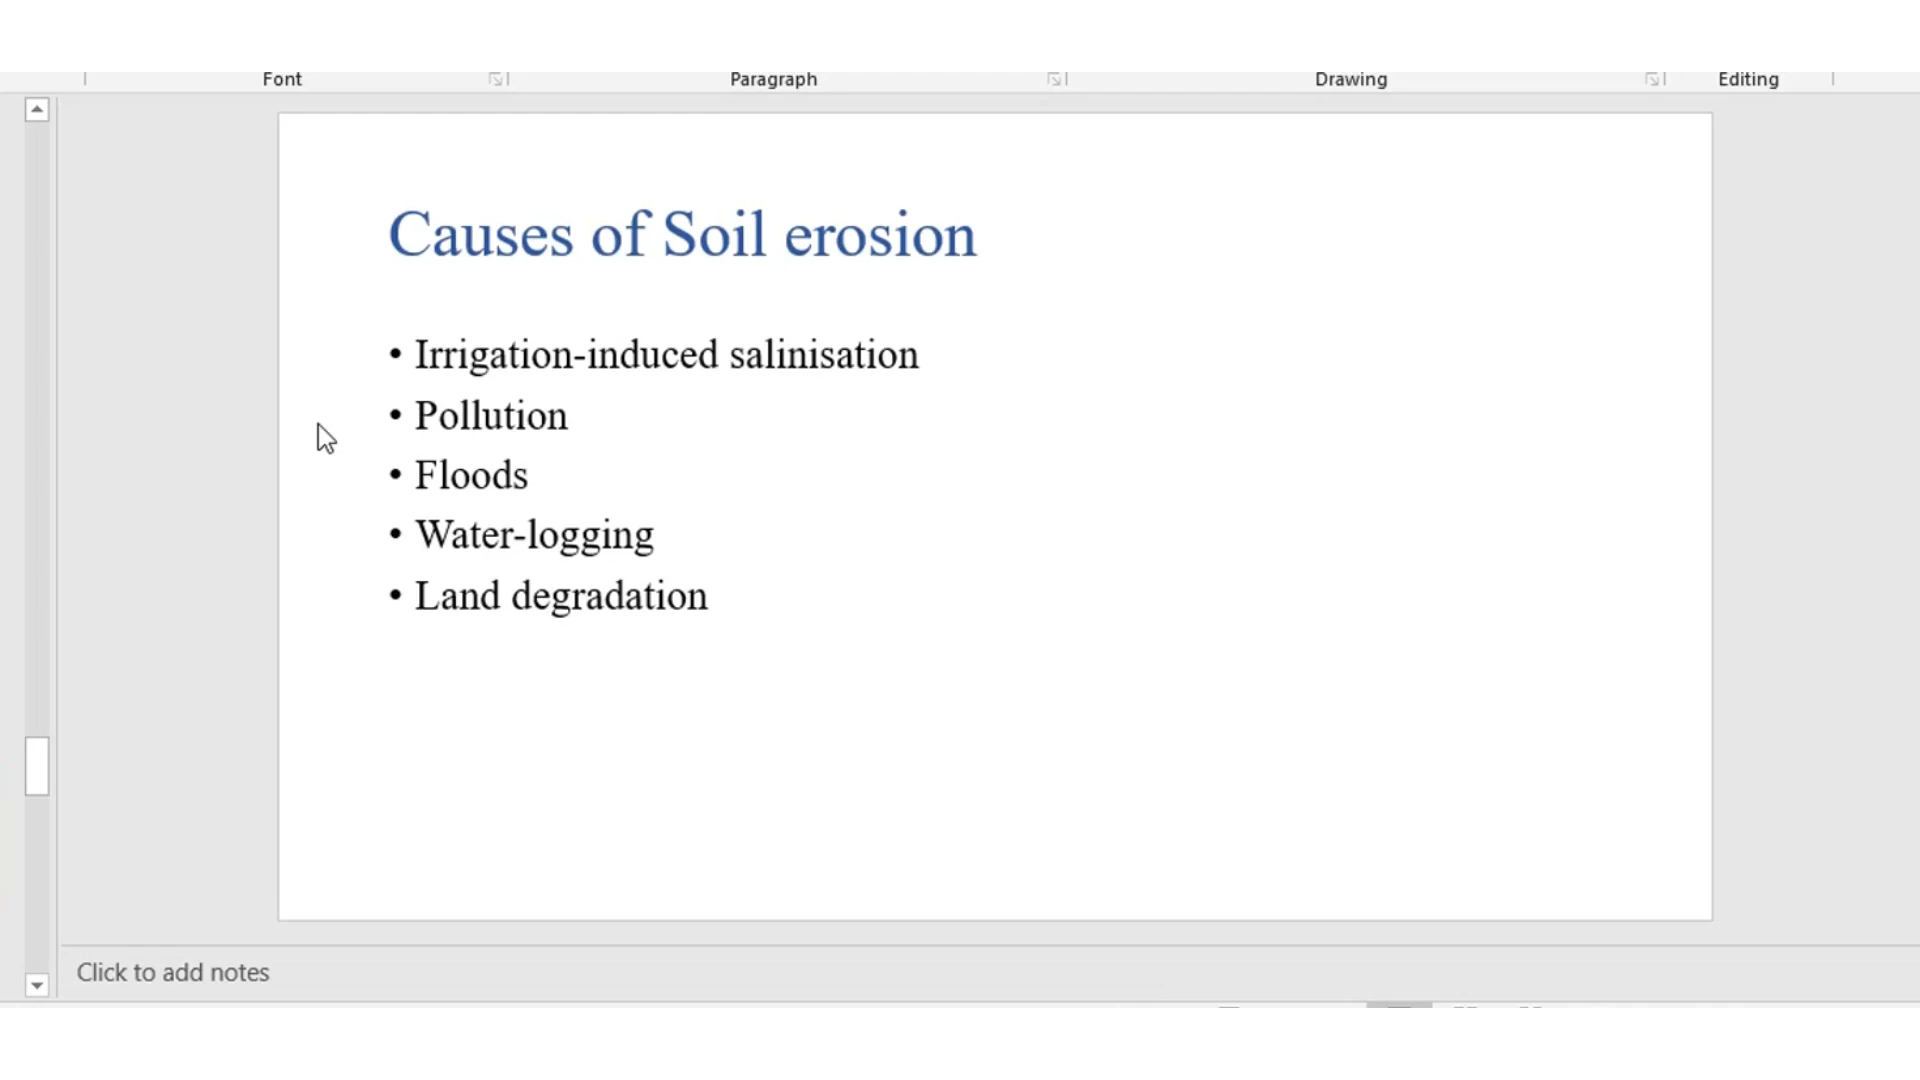 Font Paragraph Drawing Editing
Causes of Soil erosion
• Irrigation-induced salinisation
• Pollution
• Floods
• Water-logging
• Land degradation
Click to add notes